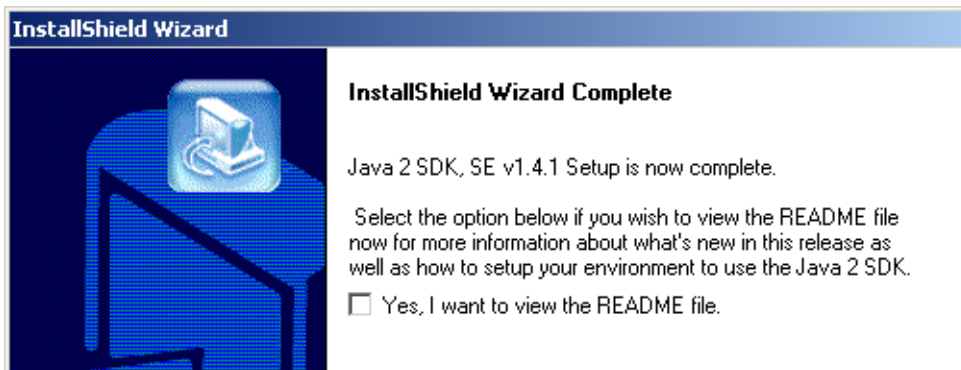 InstallShield Wizard
InstallShield Wizard Complete
Java 2 SDK, SE v1.4.1 Setup is now complete.
Select the option below if you wish to view the README file
now for more information about what's new in this release as
well as how to setup your environment to use the Java 2 SDK.
Yes, I want to view the README file.